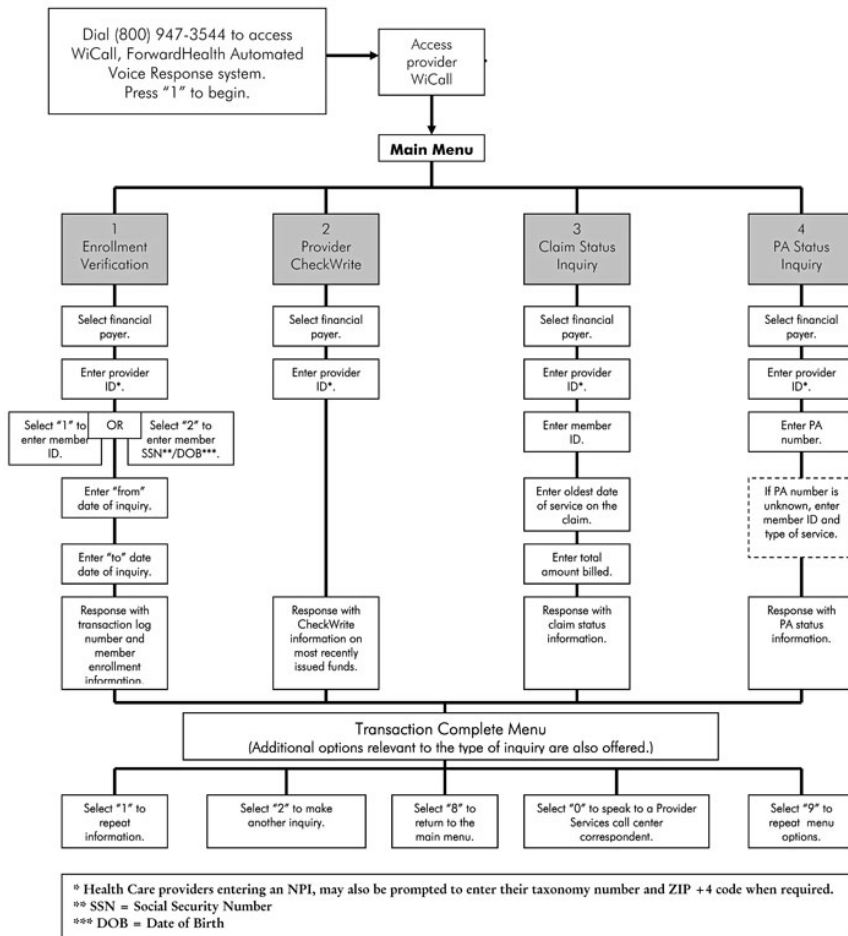 Dial (800) 947-3544 to access
WiCall, ForwardHealth Automated
Voice Response system.
Press "1" to begin.
Access
provider
WiCall
Main Menu
1
Enrollment
Verification
2
Provider
CheckWrite
3
Claim Status
Inquiry
4
PA Status
Inquiry
Select financial
payer.
Select financial
payer.
Select financial
payer.
Select financial
payer.
Enter provider
ID*.
Enter provider
ID*.
Enter provider
ID*.
Enter provider
ID*.
Select "1" to
enter member
ID.
OR
Select "2" to
enter member
SSN**/DOB***.
Enter member
ID.
Enter PA
number.
Enter "from"
date of inquiry.
Enter oldest date
of service on the
claim.
If PA number is
unknown, enter
member ID and
type of service.
Enter "to" date
date of inquiry.
Enter total
amount billed.
Response with
transaction log
number and
member
enrollment
information.
Response with
CheckWrite
information on
most recently
issued funds.
Response with
claim status
information.
Response with
PA status
information.
Transaction Complete Menu
(Additional options relevant to the type of inquiry are also offered.)
Select "1" to
repeat
information.
Select "2" to make
another inquiry.
Select "8" to
return to the
main menu.
Select "0" to speak to a Provider
Services call center
correspondent.
Select "9" to
repeat menu
options.
* Health Care providers entering an NPI, may also be prompted to enter their taxonomy number and ZIP +4 code when required.
** SSN = Social Security Number
*** DOB = Date of Birth